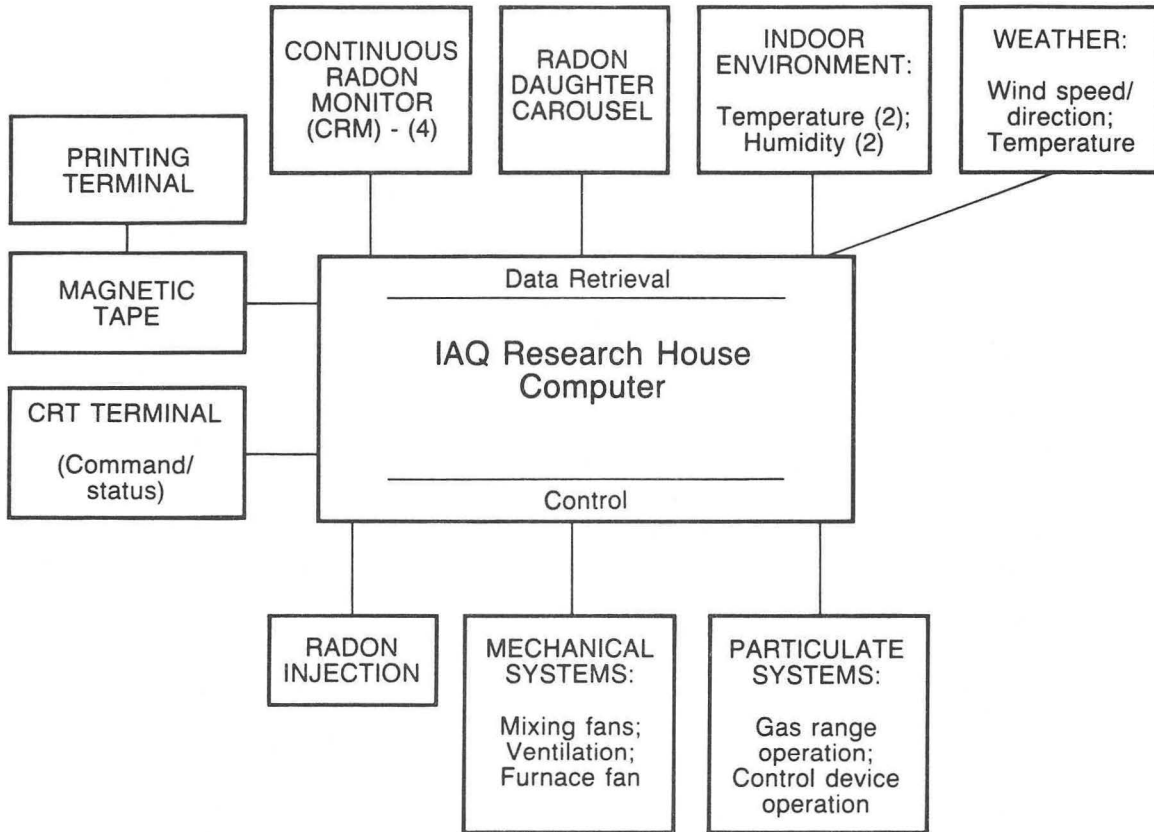 CONTINUOUS
RADON
MONITOR
(CRM) - (4)
RADON
DAUGHTER
CAROUSEL
INDOOR
ENVIRONMENT:
Temperature (2);
Humidity (2)
WEATHER:
Wind speed/
direction;
Temperature
PRINTING
TERMINAL
MAGNETIC
TAPE
CRT TERMINAL
(Command/
status)
Data Retrieval
IAQ Research House
Computer
Control
RADON
INJECTION
MECHANICAL
SYSTEMS:
Mixing fans;
Ventilation;
Furnace fan
PARTICULATE
SYSTEMS:
Gas range
operation;
Control device
operation